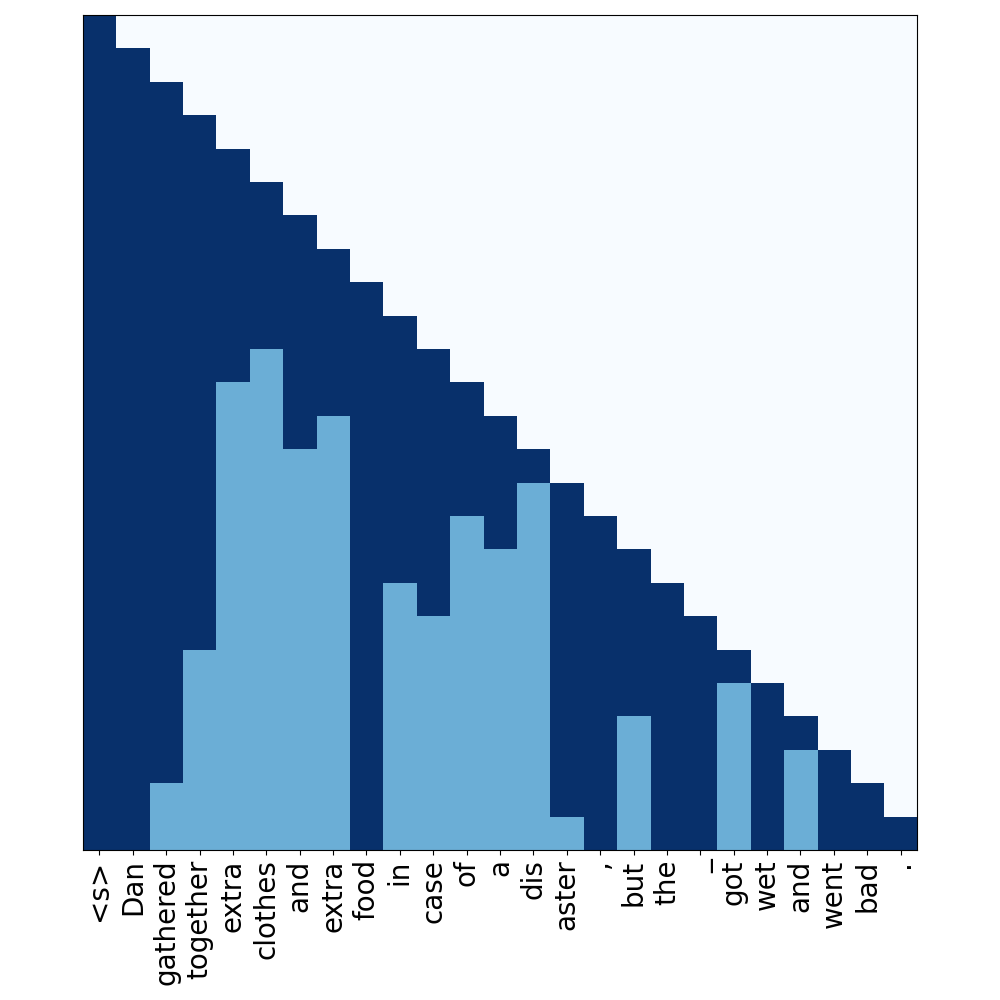 <s> Dan gathered together extra clothes and extra food in case of a dis aster , but the _ got wet and went bad .